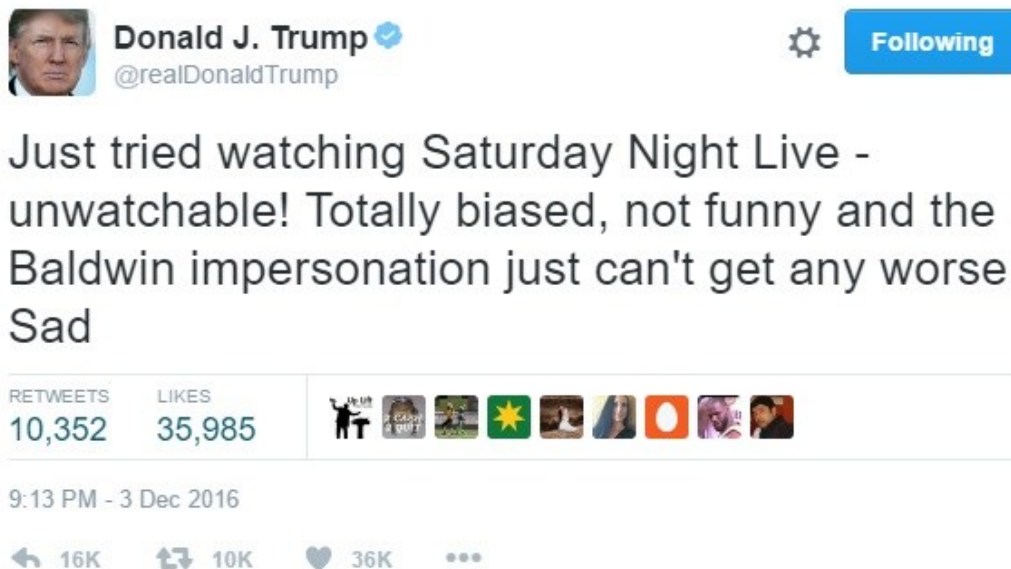 Donald J. Trump
@realDonaldTrump
Following
Just tried watching Saturday Night Live -
unwatchable! Totally biased, not funny and the
Baldwin impersonation just can't get any worse
Sad
RETWEETS LIKES
10,352 35,985
9:13 PM - 3 Dec 2016
16K 10K 36K